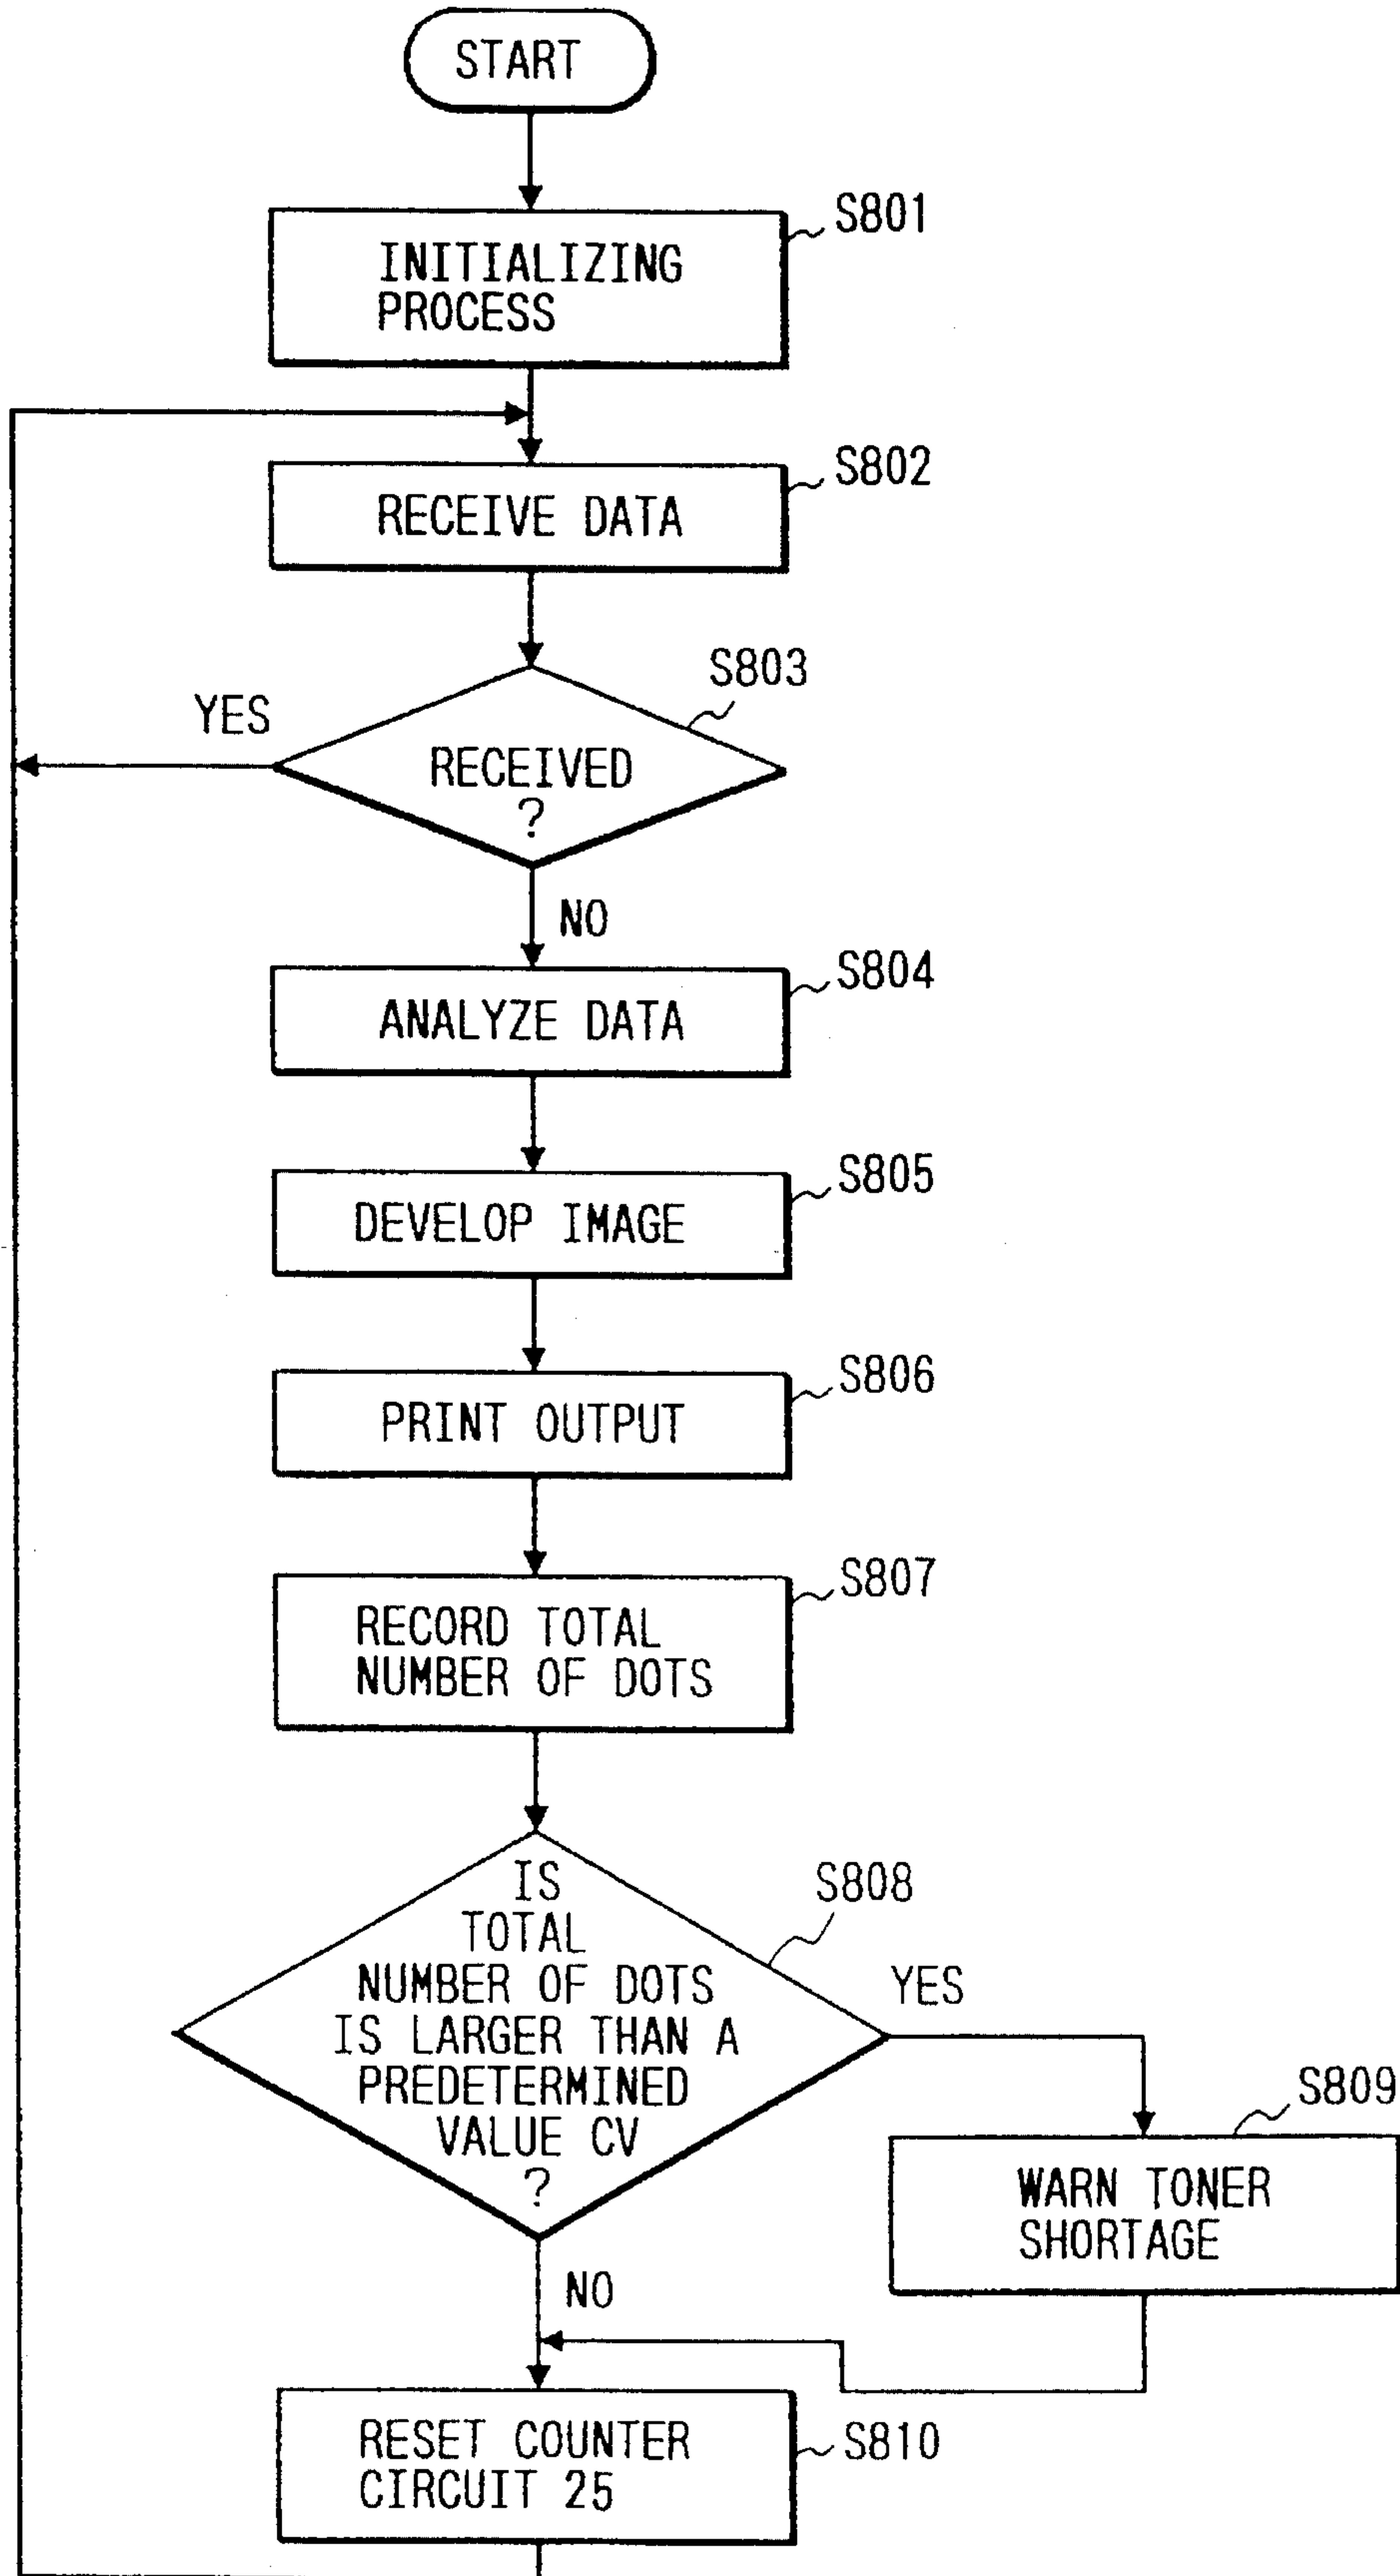 START
S801
INITIALIZING
PROCESS
S802
RECEIVE DATA
S803
YES
RECEIVED
?
NO
S804
ANALYZE DATA
S805
DEVELOP IMAGE
S806
PRINT OUTPUT
S807
RECORD TOTAL
NUMBER OF DOTS
S808
IS
TOTAL
NUMBER OF DOTS
IS LARGER THAN A
PREDETERMINED
VALUE CV
?
YES
S809
WARN TONER
SHORTAGE
NO
S810
RESET COUNTER
CIRCUIT 25